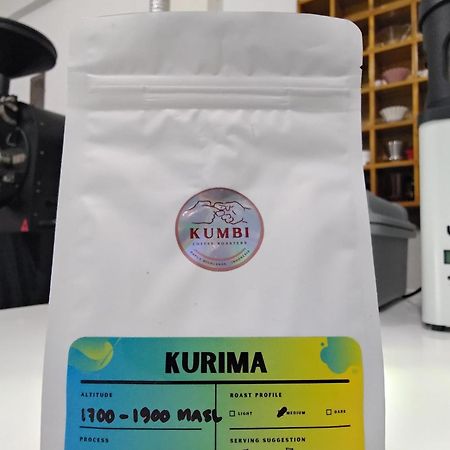 KUMBI
COFFEE ROASTERS
KURIMA
ALTITUDE
1700 - 1900 MASL
ROAST PROFILE
LIGHT MEDIUM DARK
PROCESS
SERVING SUGGESTION